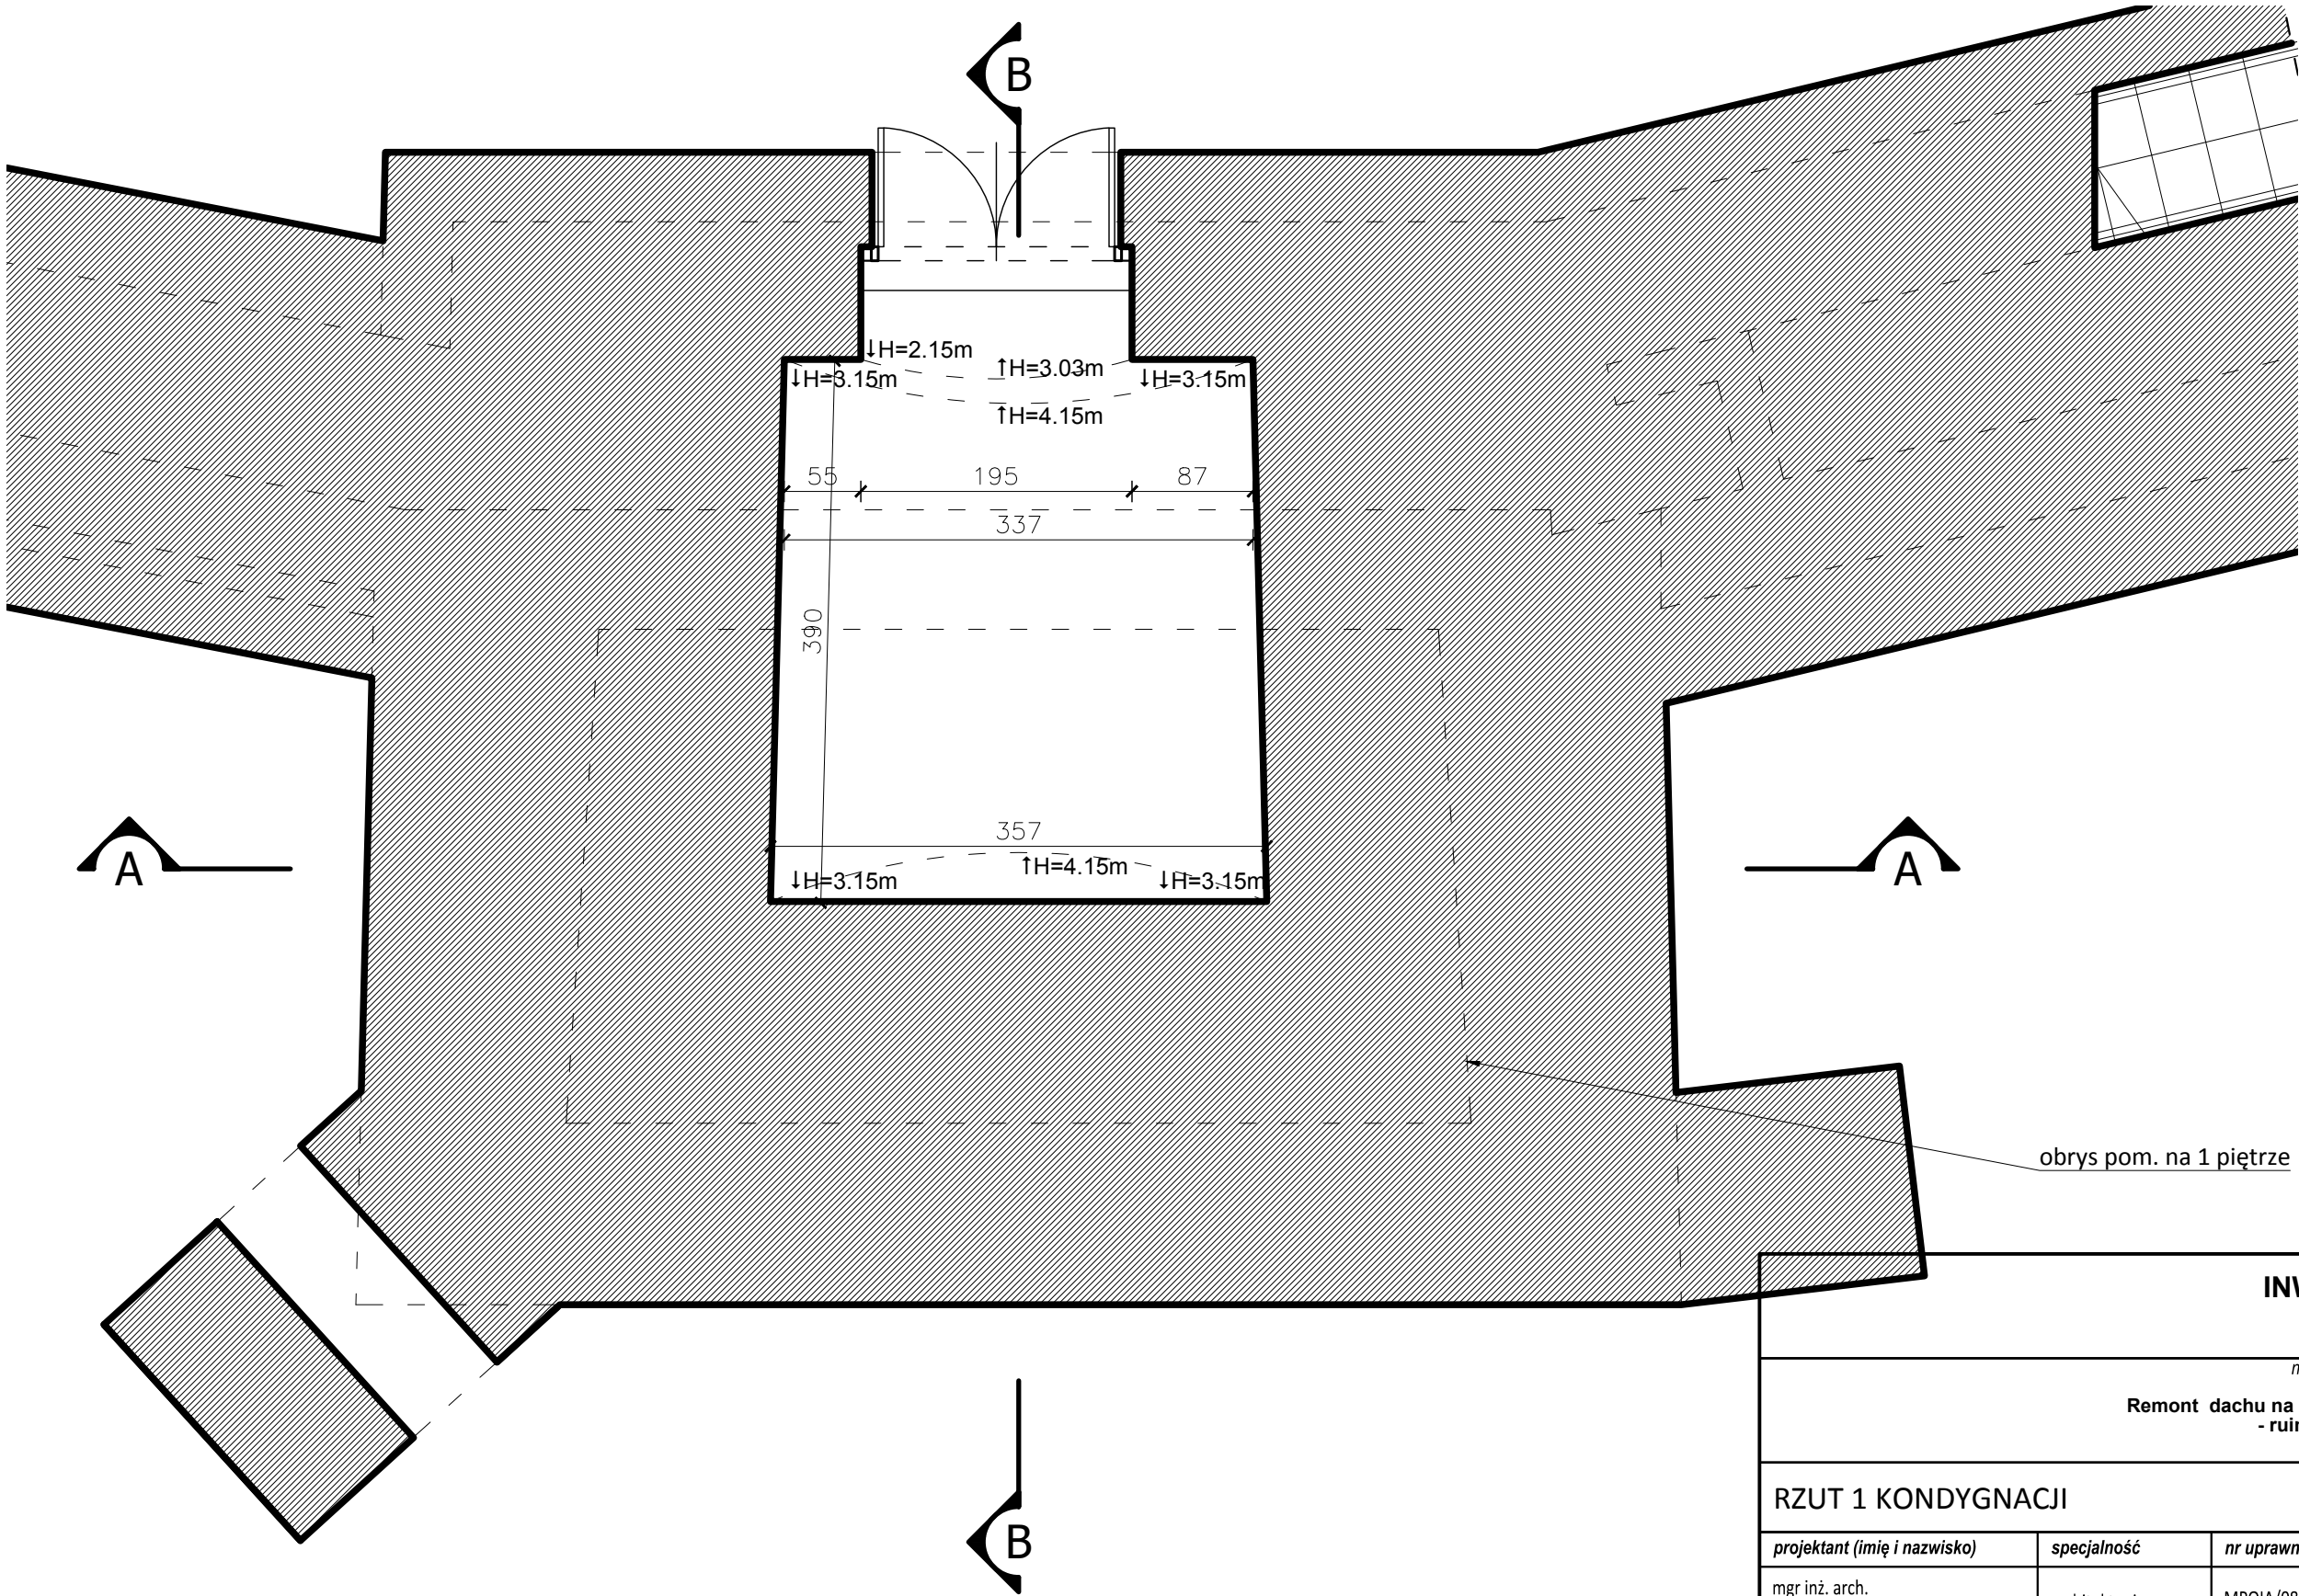 B
↓H=2.15m
↑H=3.03m
↓H=3.15m
↓H=3.15m
↑H=4.15m
55
195
87
337
390
357
↓H=3.15m
↑H=4.15m
↓H=3.15m
A
A
obrys pom. na 1 piętrze
Remont dachu na
RZUT 1 KONDYGNACJI
projektant (imię i nazwisko)
specjalność
nr uprawn
mgr inż. arch.
B